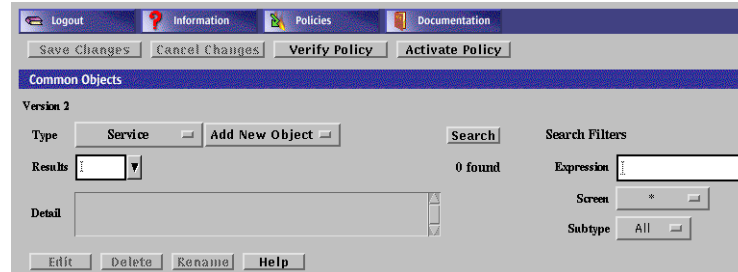 Logout Information Policies Documentation
Save Changes Cancel Changes Verify Policy Activate Policy
Common Objects
Version 2
Type Service Add New Object Search Search Filters
Results 0 found Expression
Screen *
Detail
Subtype All
Edit Delete Rename Help